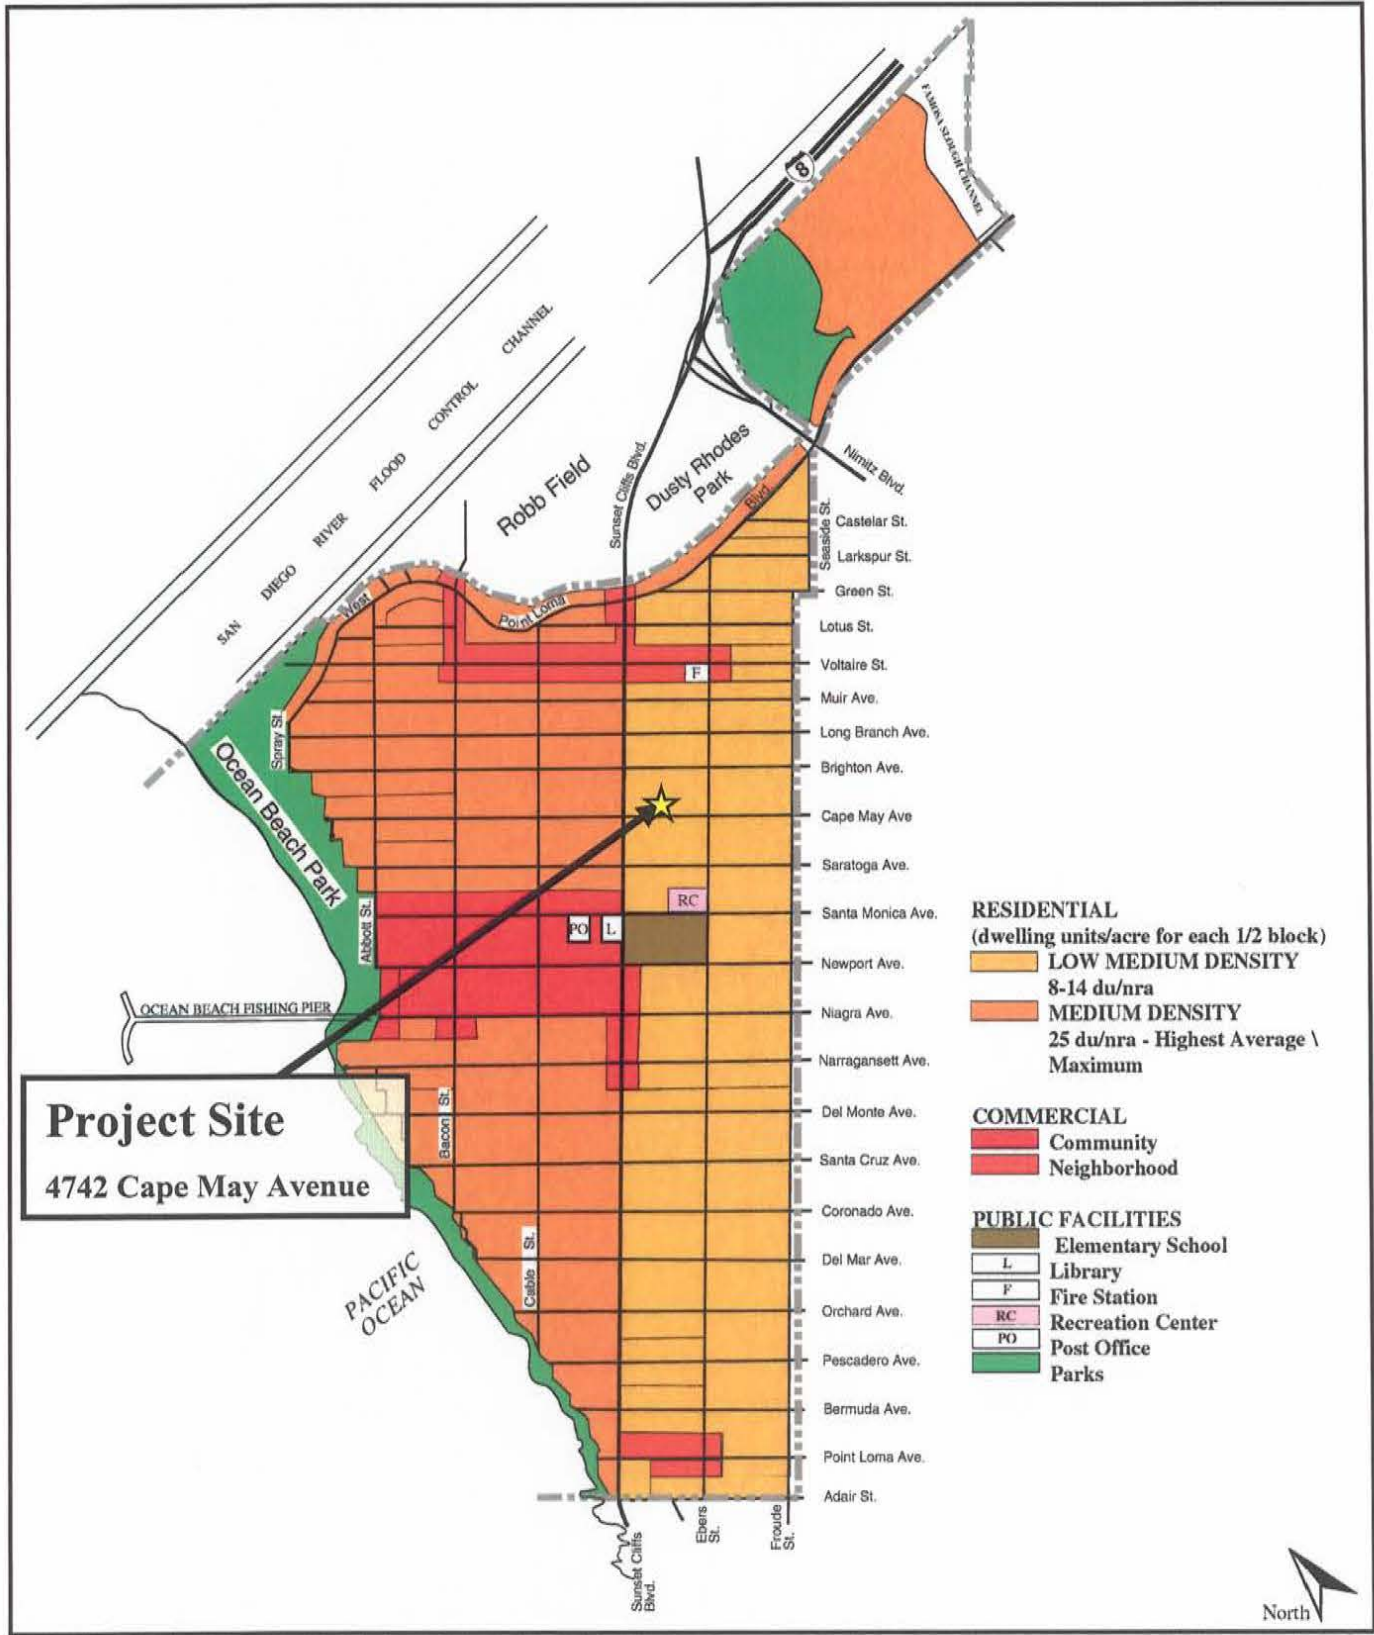 FAMOSA SLOUGH CHANNEL
8
SAN DIEGO RIVER FLOOD CONTROL CHANNEL
Robb Field
Sunset Cliffs Blvd.
Dusty Rhodes
Park
Nimitz Blvd.
Blvd.
Seaside St.
Castelar St.
Larkspur St.
Green St.
West
Point Loma
Lotus St.
Voltaire St.
F
Muir Ave.
Spray St.
Long Branch Ave.
Ocean Beach Park
Brighton Ave.
Cape May Ave
Saratoga Ave.
RC
Abbott St.
PO
L
Santa Monica Ave.
Newport Ave.
OCEAN BEACH FISHING PIER
Niagra Ave.
Narragansett Ave.
Project Site
4742 Cape May Avenue
Bacon St.
Del Monte Ave.
Santa Cruz Ave.
Coronado Ave.
PACIFIC
OCEAN
Cable St.
Del Mar Ave.
Orchard Ave.
Pescadero Ave.
Bermuda Ave.
Point Loma Ave.
Adair St.
Sunset Cliffs
Blvd.
Ebers
St.
Froude
St.
RESIDENTIAL
(dwelling units/acre for each 1/2 block)
LOW MEDIUM DENSITY
8-14 du/nra
MEDIUM DENSITY
25 du/nra - Highest Average \
Maximum
COMMERCIAL
Community
Neighborhood
PUBLIC FACILITIES
Elementary School
L Library
F Fire Station
RC Recreation Center
PO Post Office
Parks
North